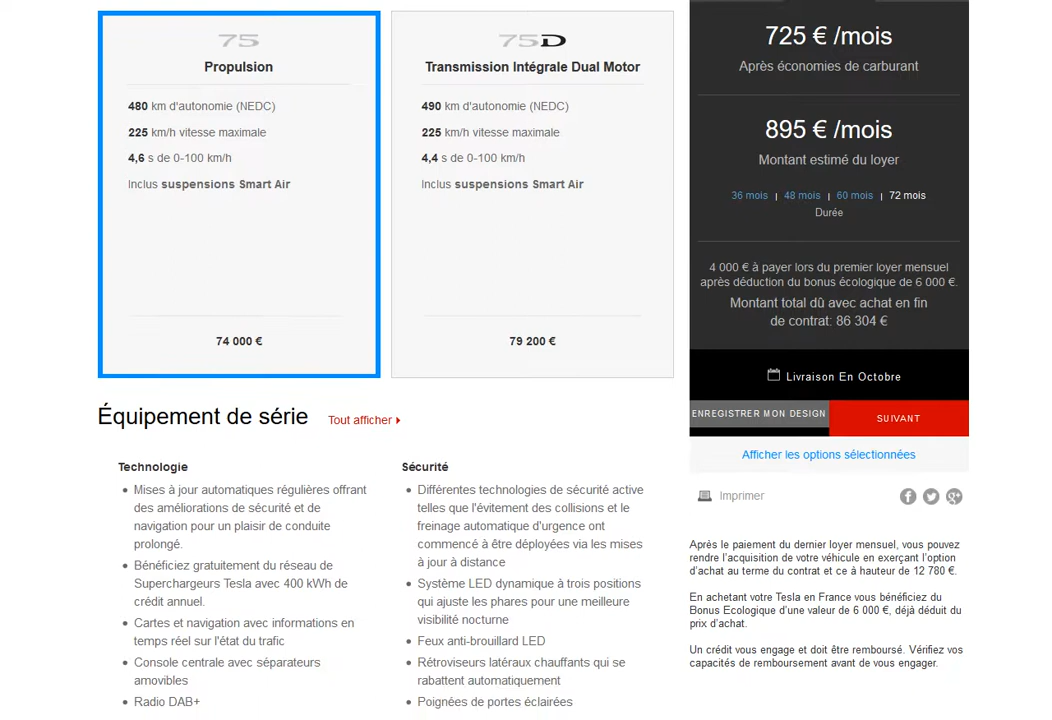 75
Propulsion
480 km d'autonomie (NEDC)
225 km/h vitesse maximale
4,6 s de 0-100 km/h
Inclus suspensions Smart Air
74 000 €
75D
Transmission Intégrale Dual Motor
490 km d'autonomie (NEDC)
225 km/h vitesse maximale
4,4 s de 0-100 km/h
Inclus suspensions Smart Air
79 200 €
Équipement de série
Tout afficher
Technologie
• Mises à jour automatiques régulières offrant
des améliorations de sécurité et de
navigation pour un plaisir de conduite
prolongé.
• Bénéficiez gratuitement du réseau de
Superchargeurs Tesla avec 400 kWh de
crédit annuel.
• Cartes et navigation avec informations en
temps réel sur l'état du trafic
• Console centrale avec séparateurs
amovibles
• Radio DAB+
Sécurité
• Différentes technologies de sécurité active
telles que l'évitement des collisions et le
freinage automatique d'urgence ont
commencé à être déployées via les mises
à jour à distance
• Système LED dynamique à trois positions
qui ajuste les phares pour une meilleure
visibilité nocturne
• Feux anti-brouillard LED
• Rétroviseurs latéraux chauffants qui se
rabattent automatiquement
• Poignées de portes éclairées
725 € /mois
Après économies de carburant
895 € /mois
Montant estimé du loyer
36 mois | 48 mois | 60 mois | 72 mois
Durée
4 000 € à payer lors du premier loyer mensuel
après déduction du bonus écologique de 6 000 €.
Montant total dû avec achat en fin
de contrat: 86 304 €
Livraison En Octobre
ENREGISTRER MON DESIGN
SUIVANT
Afficher les options sélectionnées
Imprimer
Après le paiement du dernier loyer mensuel, vous pouvez
rendre l'acquisition de votre véhicule en exerçant l'option
d'achat au terme du contrat et ce à hauteur de 12 780 €.
En achetant votre Tesla en France vous bénéficiez du
Bonus Ecologique d'une valeur de 6 000 €, déjà déduit du
prix d'achat.
Un crédit vous engage et doit être remboursé. Vérifiez vos
capacités de remboursement avant de vous engager.